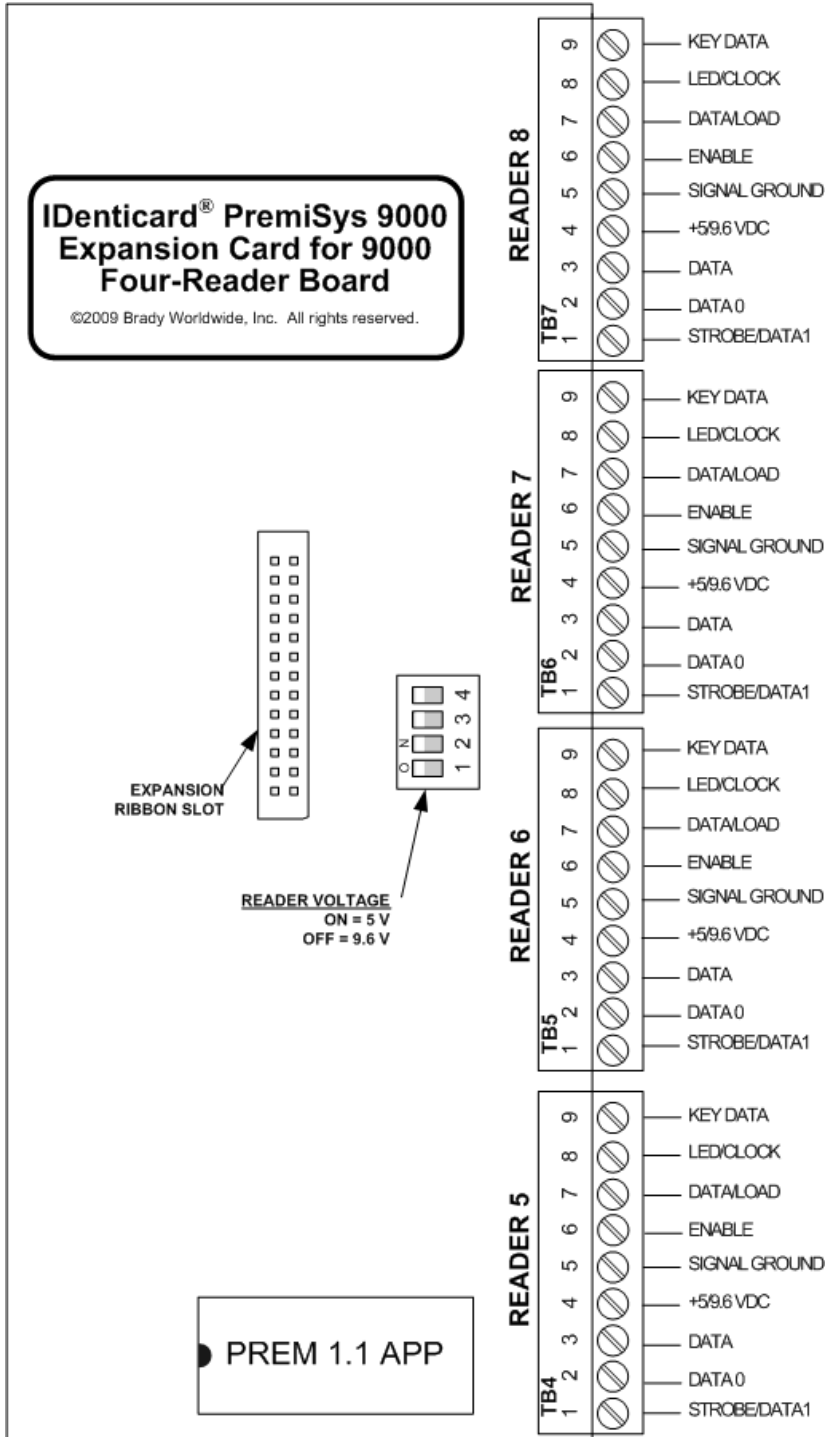 IDenticard® PremiSys 9000
Expansion Card for 9000
Four-Reader Board
©2009 Brady Worldwide, Inc. All rights reserved.
READER 8
TB7
9 KEY DATA
8 LED/CLOCK
7 DATA/LOAD
6 ENABLE
5 SIGNAL GROUND
4 +5/9.6 VDC
3 DATA
2 DATA 0
1 STROBE/DATA1
READER 7
TB6
9 KEY DATA
8 LED/CLOCK
7 DATA/LOAD
6 ENABLE
5 SIGNAL GROUND
4 +5/9.6 VDC
3 DATA
2 DATA 0
1 STROBE/DATA1
EXPANSION
RIBBON SLOT
4
3
2
1
O N
READER VOLTAGE
ON = 5 V
OFF = 9.6 V
READER 6
TB5
9 KEY DATA
8 LED/CLOCK
7 DATA/LOAD
6 ENABLE
5 SIGNAL GROUND
4 +5/9.6 VDC
3 DATA
2 DATA 0
1 STROBE/DATA1
READER 5
TB4
9 KEY DATA
8 LED/CLOCK
7 DATA/LOAD
6 ENABLE
5 SIGNAL GROUND
4 +5/9.6 VDC
3 DATA
2 DATA 0
1 STROBE/DATA1
PREM 1.1 APP